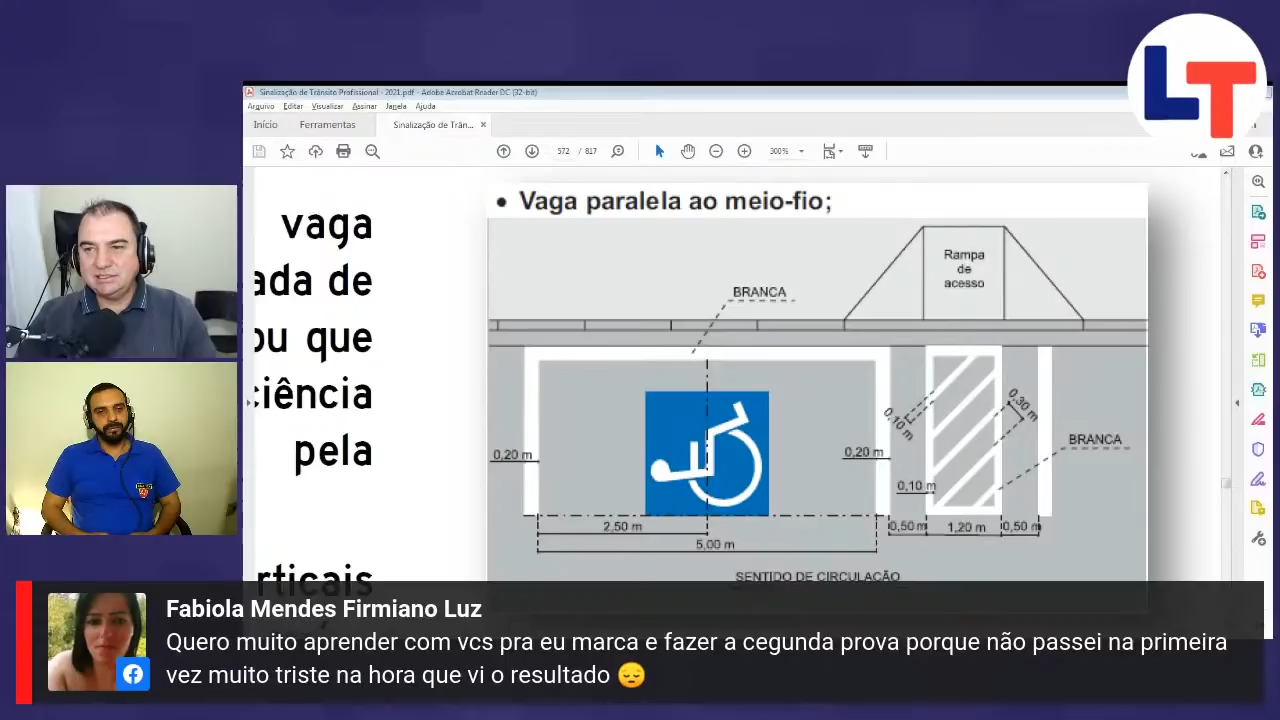 LT
Sinalização de Trânsito Profissional - 2021.pdf - Adobe Acrobat Reader DC (32-bit)
Arquivo Editar Visualizar Assinar Janela Ajuda
Início Ferramentas Sinalização de Trân... ×
572 / 817 300%
vaga
ada de
ou que
ciência
pela
rticais
• Vaga paralela ao meio-fio;
Rampa
de
acesso
BRANCA
0,10 m
0,30 m
BRANCA
0,20 m
0,20 m
0,10 m
2,50 m
0,50 m
1,20 m
0,50 m
5,00 m
SENTIDO DE CIRCULAÇÃO
Fabiola Mendes Firmiano Luz
Quero muito aprender com vcs pra eu marca e fazer a cegunda prova porque não passei na primeira
vez muito triste na hora que vi o resultado 😔